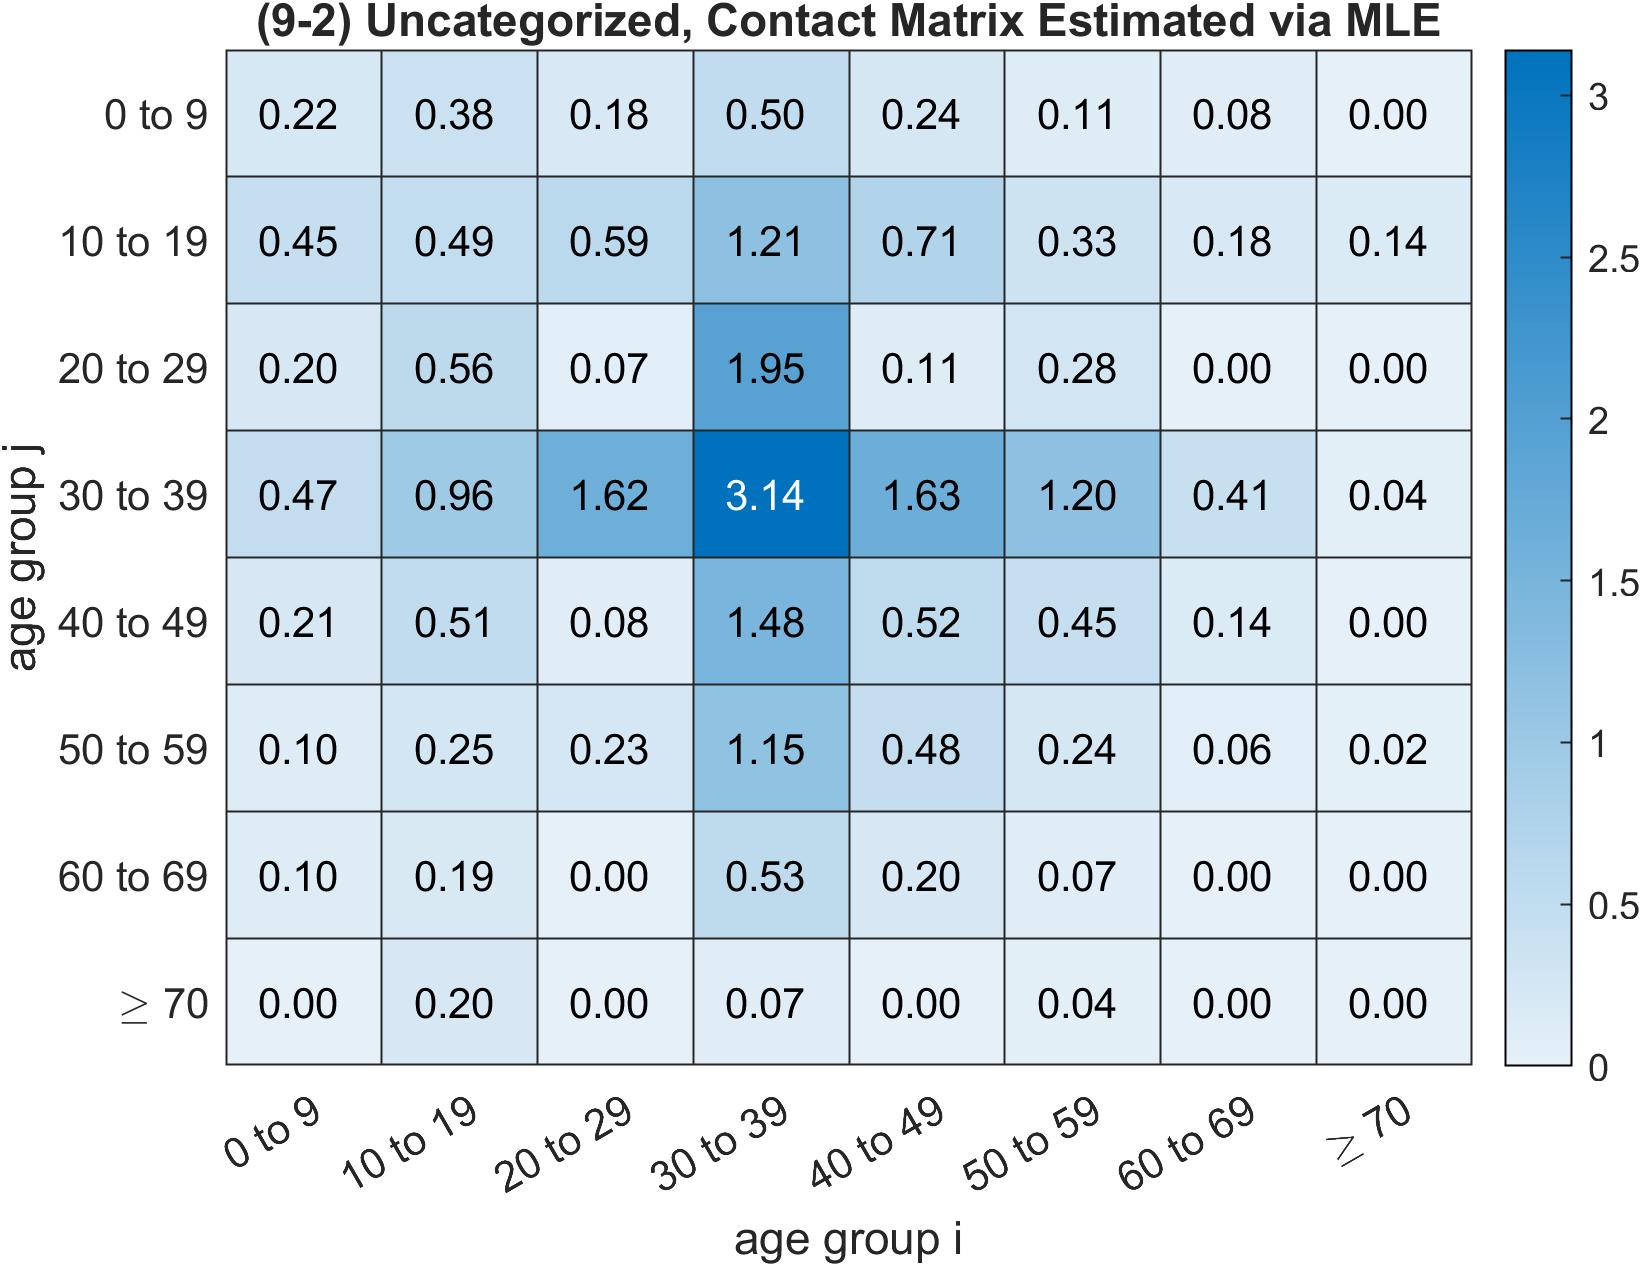 (9-2) Uncategorized, Contact Matrix Estimated via MLE
0 to 9 0.22 0.38 0.18 0.50 0.24 0.11 0.08 0.00
10 to 19 0.45 0.49 0.59 1.21 0.71 0.33 0.18 0.14
20 to 29 0.20 0.56 0.07 1.95 0.11 0.28 0.00 0.00
30 to 39 0.47 0.96 1.62 3.14 1.63 1.20 0.41 0.04
40 to 49 0.21 0.51 0.08 1.48 0.52 0.45 0.14 0.00
50 to 59 0.10 0.25 0.23 1.15 0.48 0.24 0.06 0.02
60 to 69 0.10 0.19 0.00 0.53 0.20 0.07 0.00 0.00
≥ 70 0.00 0.20 0.00 0.07 0.00 0.04 0.00 0.00
0 to 9 10 to 19 20 to 29 30 to 39 40 to 49 50 to 59 60 to 69 ≥ 70
age group i
age group j
3
2.5
2
1.5
1
0.5
0